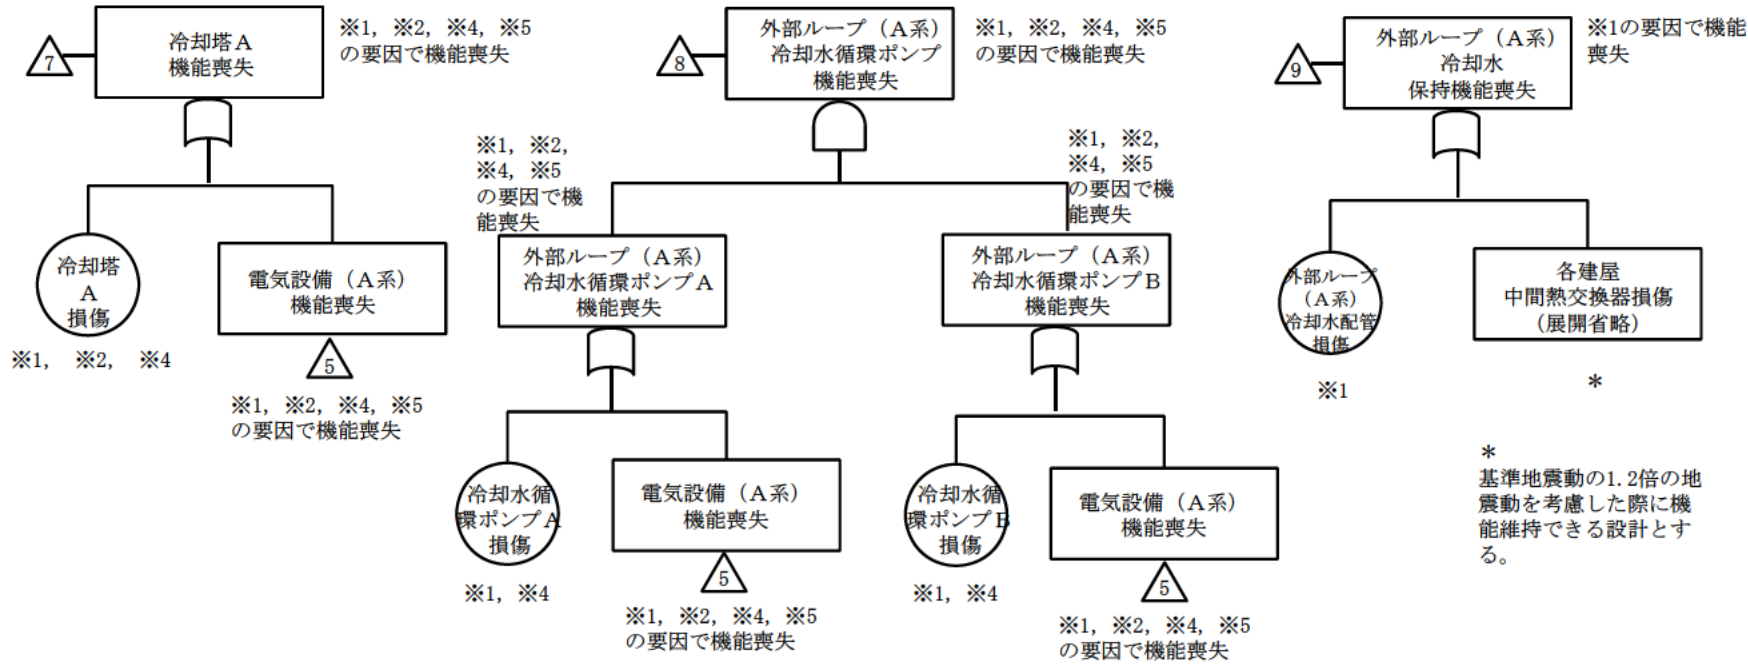 7
冷却塔A
機能喪失
※1, ※2, ※4, ※5
の要因で機能喪失
冷却塔
A
損傷
※1, ※2, ※4
電気設備（A系）
機能喪失
5
※1, ※2, ※4, ※5
の要因で機能喪失
8
外部ループ（A系）
冷却水循環ポンプ
機能喪失
※1, ※2, ※4, ※5
の要因で機能喪失
※1, ※2,
※4, ※5
の要因で機
能喪失
外部ループ（A系）
冷却水循環ポンプA
機能喪失
冷却水循
環ポンプA
損傷
※1, ※4
電気設備（A系）
機能喪失
5
※1, ※2, ※4, ※5
の要因で機能喪失
※1, ※2,
※4, ※5
の要因で機
能喪失
外部ループ（A系）
冷却水循環ポンプB
機能喪失
冷却水循
環ポンプB
損傷
※1, ※4
電気設備（A系）
機能喪失
5
※1, ※2, ※4, ※5
の要因で機能喪失
9
外部ループ（A系）
冷却水
保持機能喪失
※1の要因で機能
喪失
外部ループ
（A系）
冷却水配管
損傷
※1
各建屋
中間熱交換器損傷
（展開省略）
＊
＊
基準地震動の1.2倍の地
震動を考慮した際に機
能維持できる設計とす
る。